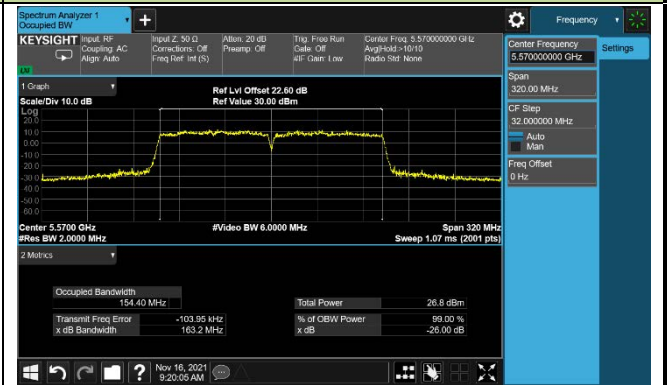 Spectrum Analyzer 1
Occupied BW
+
Frequency
KEYSIGHT
Input: RF
Coupling: AC
Align: Auto
Input Z: 50 Ω
Corrections: Off
Freq Ref: Int (S)
Atten: 20 dB
Preamp: Off
Trig: Free Run
Gate: Off
#IF Gain: Low
Center Freq: 5.570000000 GHz
Avg|Hold:>10/10
Radio Std: None
Center Frequency
5.570000000 GHz
Settings
Span
320.00 MHz
CF Step
32.000000 MHz
Auto
Man
Freq Offset
0 Hz
1 Graph
Scale/Div 10.0 dB
Ref Lvl Offset 22.60 dB
Ref Value 30.00 dBm
Log
20.0
10.0
0.00
-10.0
-20.0
-30.0
-40.0
-50.0
-60.0
Center 5.5700 GHz
#Res BW 2.0000 MHz
#Video BW 6.0000 MHz
Span 320 MHz
Sweep 1.07 ms (2001 pts)
2 Metrics
Occupied Bandwidth
154.40 MHz
Total Power
26.8 dBm
Transmit Freq Error
-103.95 kHz
% of OBW Power
99.00 %
x dB Bandwidth
163.2 MHz
x dB
-26.00 dB
?
Nov 16, 2021
9:20:05 AM